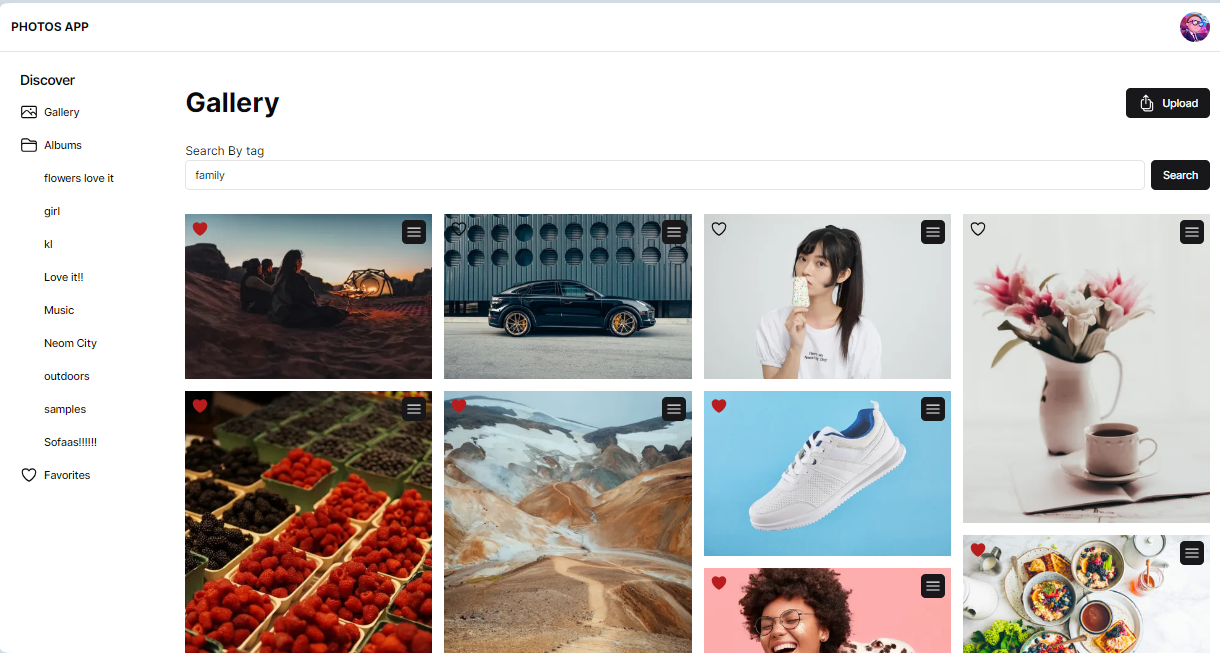 PHOTOS APP
Discover
Gallery
Albums
flowers love it
girl
kl
Love it!!
Music
Neom City
outdoors
samples
Sofaas!!!!!!
Favorites
Gallery
Upload
Search By tag
family
Search